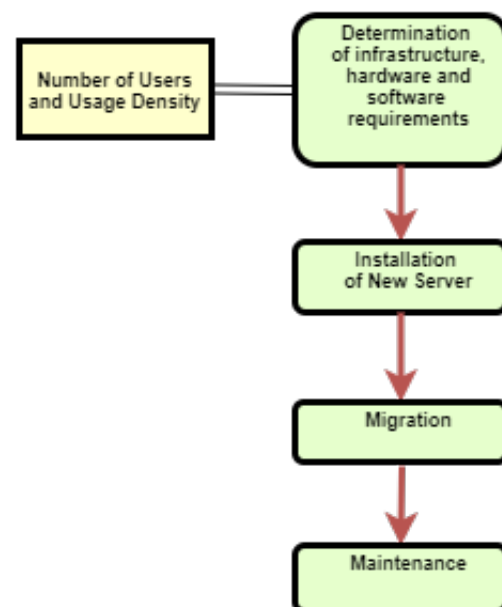 Number of Users
and Usage Density
Determination
of infrastructure,
hardware and
software
requirements
Installation
of New Server
Migration
Maintenance